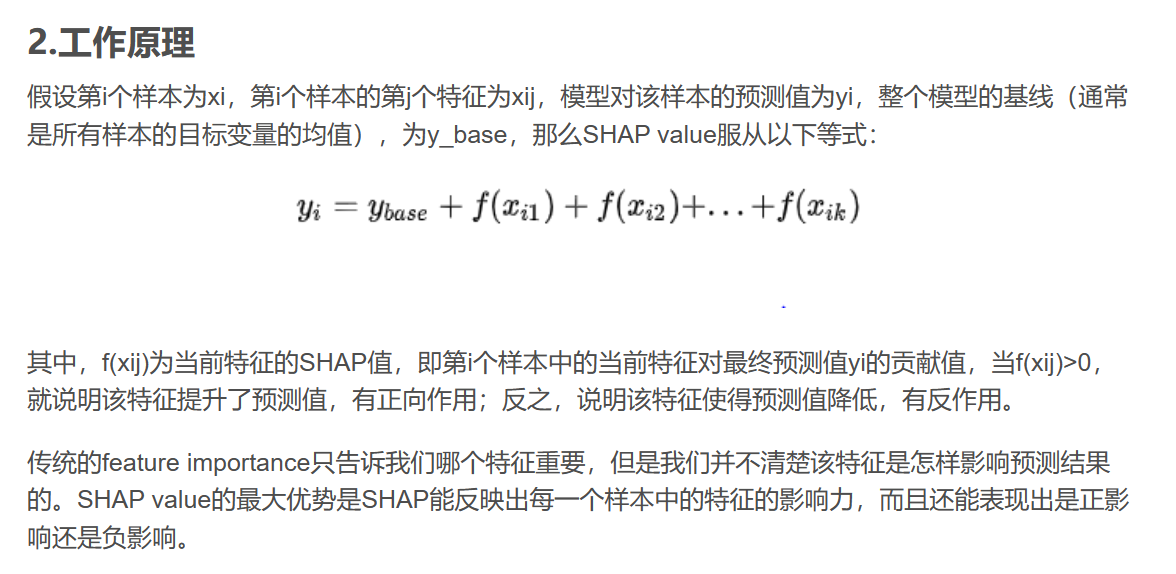 2.工作原理
假设第i个样本为xi，第i个样本的第j个特征为xij，模型对该样本的预测值为yi，整个模型的基线（通常
是所有样本的目标变量的均值），为y_base，那么SHAP value服从以下等式：
y_i = y_{base} + f(x_{i1}) + f(x_{i2})+...+f(x_{ik})
其中，f(xij)为当前特征的SHAP值，即第i个样本中的当前特征对最终预测值yi的贡献值，当f(xij)>0，
就说明该特征提升了预测值，有正向作用；反之，说明该特征使得预测值降低，有反作用。
传统的feature importance只告诉我们哪个特征重要，但是我们并不清楚该特征是怎样影响预测结果
的。SHAP value的最大优势是SHAP能反映出每一个样本中的特征的影响力，而且还能表现出是正影
响还是负影响。